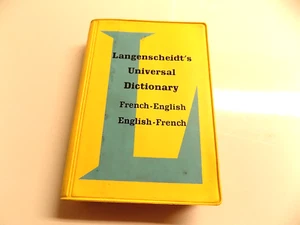 Langenscheidt's
Universal
Dictionary
French-English
English-French
L